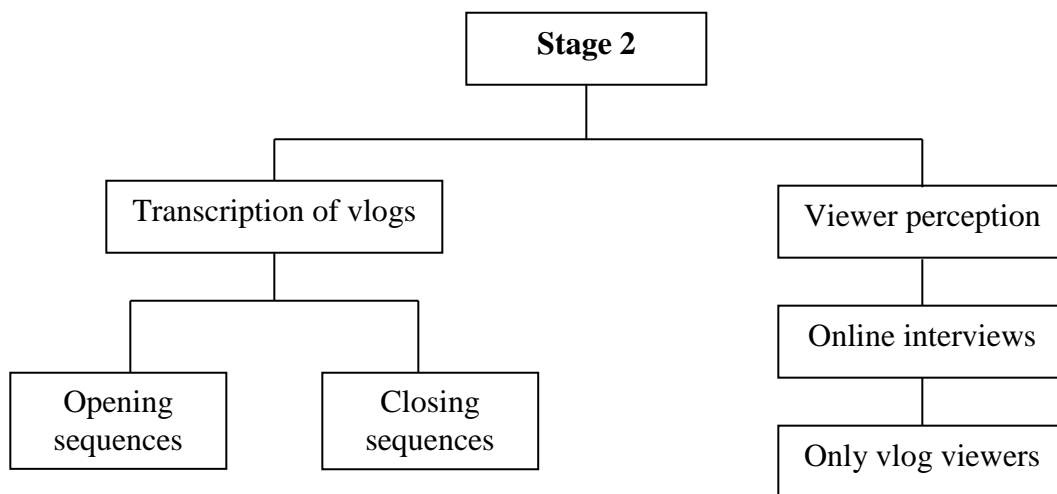 Stage 2
Transcription of vlogs
Viewer perception
Online interviews
Opening
sequences
Closing
sequences
Only vlog viewers